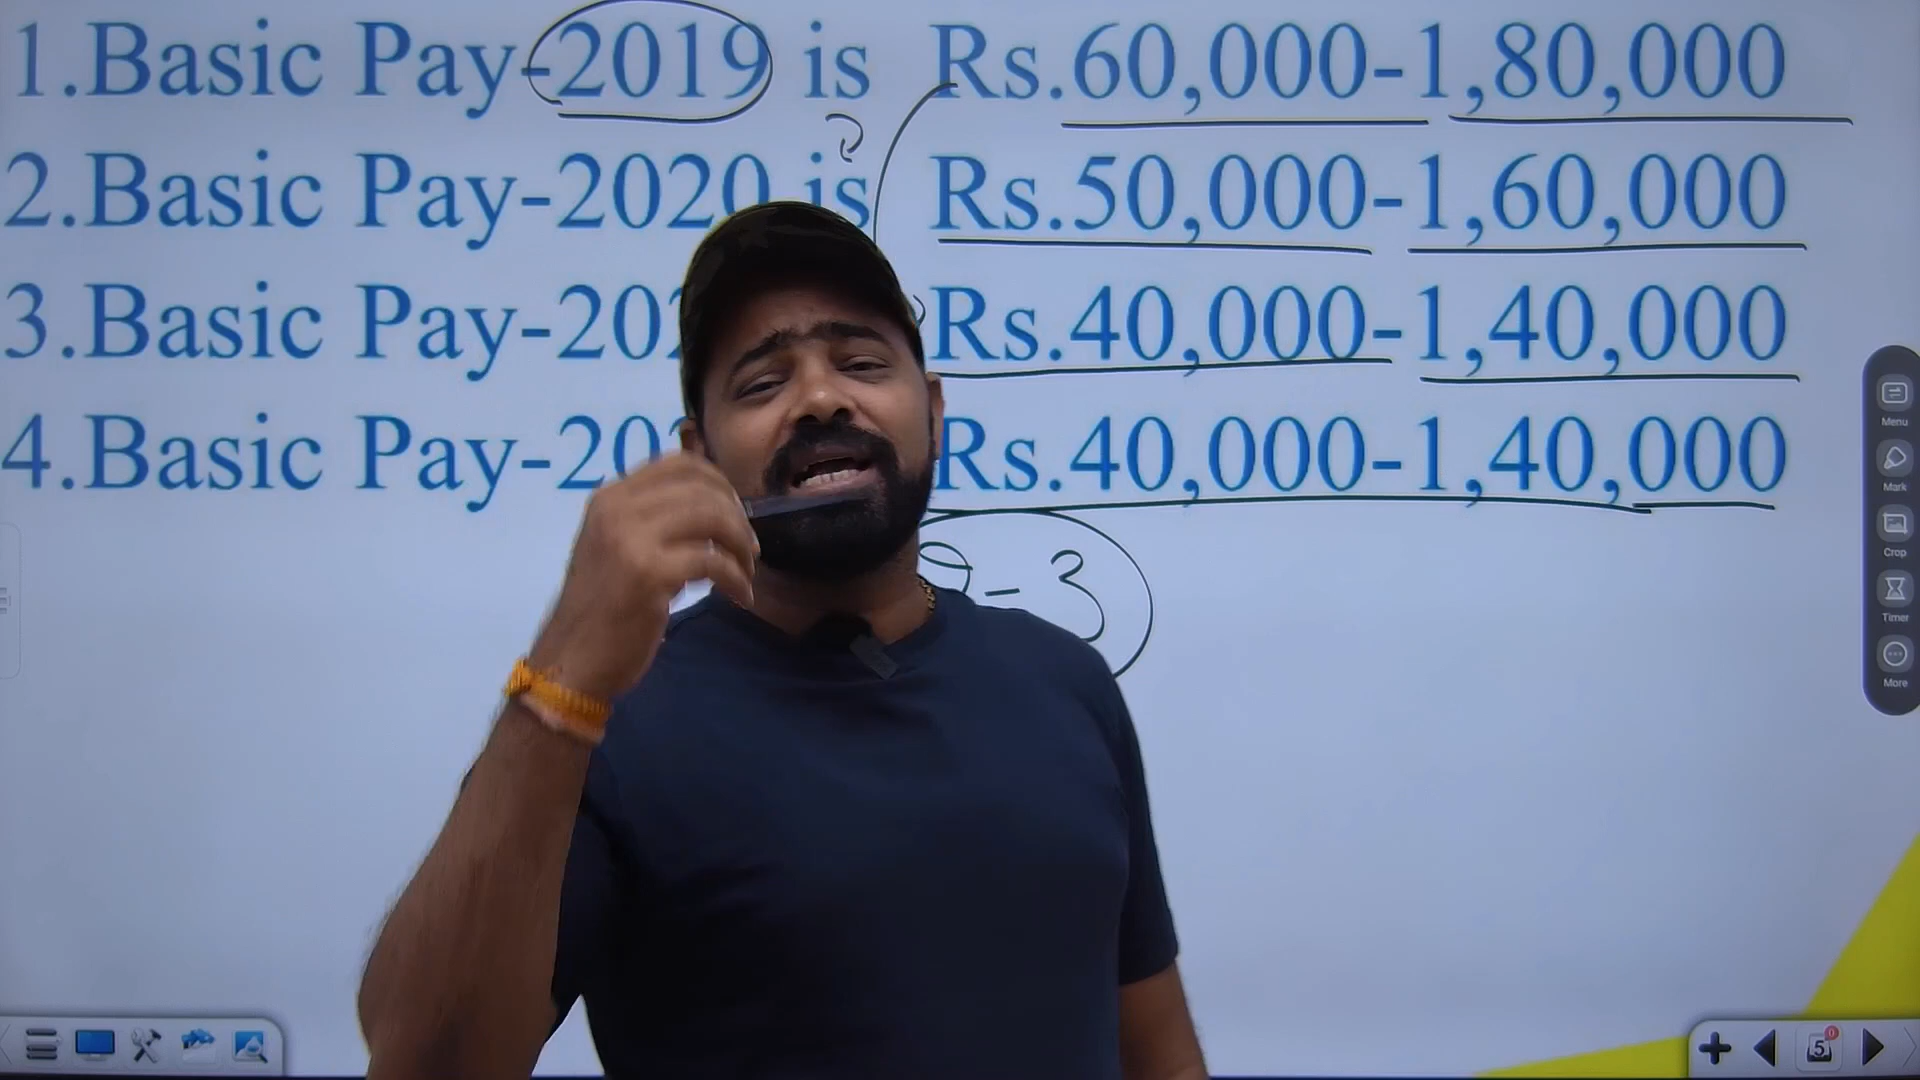 1.Basic Pay-2019 is Rs.60,000-1,80,000
2.Basic Pay-2020 is Rs.50,000-1,60,000
3.Basic Pay-202 Rs.40,000-1,40,000
4.Basic Pay-20 Rs.40,000-1,40,000
-3
Menu
Mark
Crop
Timer
More
5